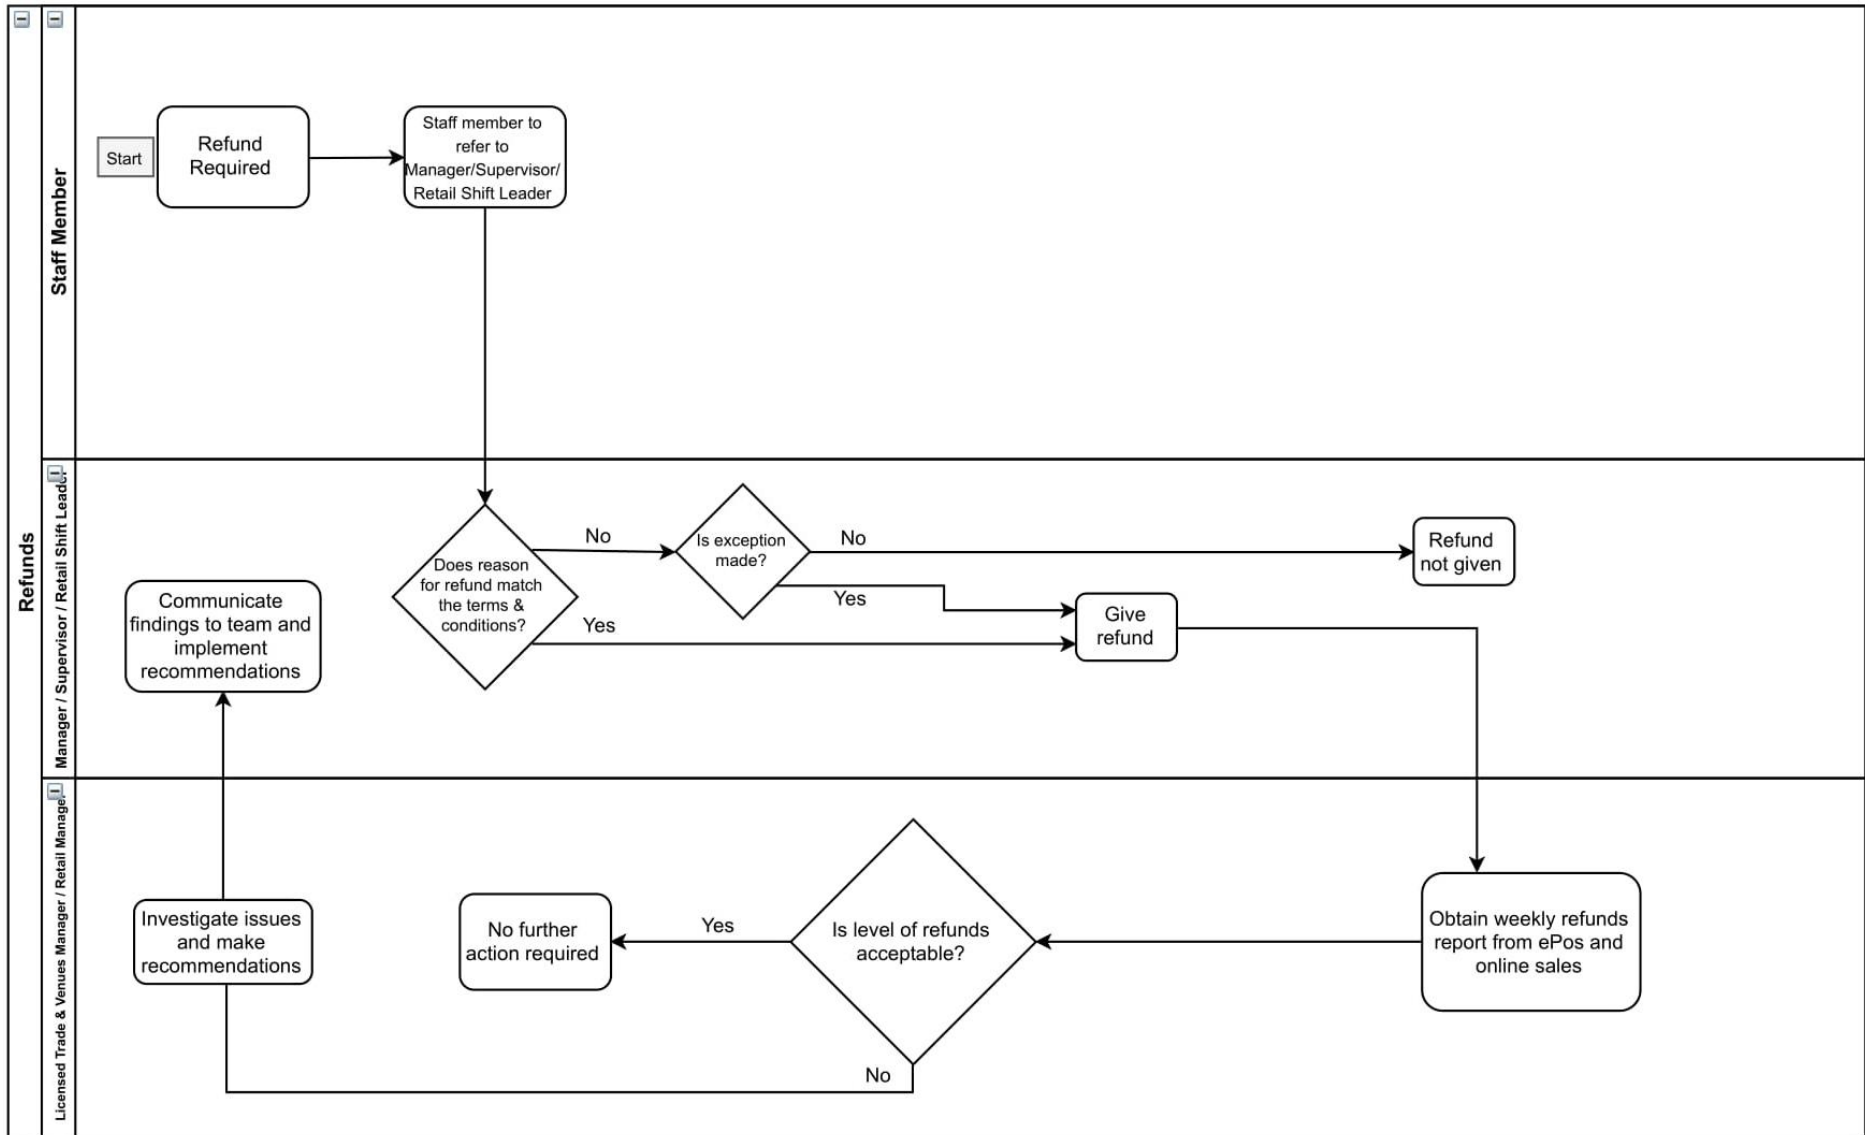 Refunds
Staff Member
Start
Refund
Required
Staff member to
refer to
Manager/Supervisor/
Retail Shift Leader
Manager / Supervisor / Retail Shift Leader
Does reason
for refund match
the terms &
conditions?
No
Yes
Is exception
made?
No
Yes
Refund
not given
Give
refund
Communicate
findings to team and
implement
recommendations
Licensed Trade & Venues Manager / Retail Manager
Investigate issues
and make
recommendations
No further
action required
Yes
Is level of refunds
acceptable?
No
Obtain weekly refunds
report from ePos and
online sales